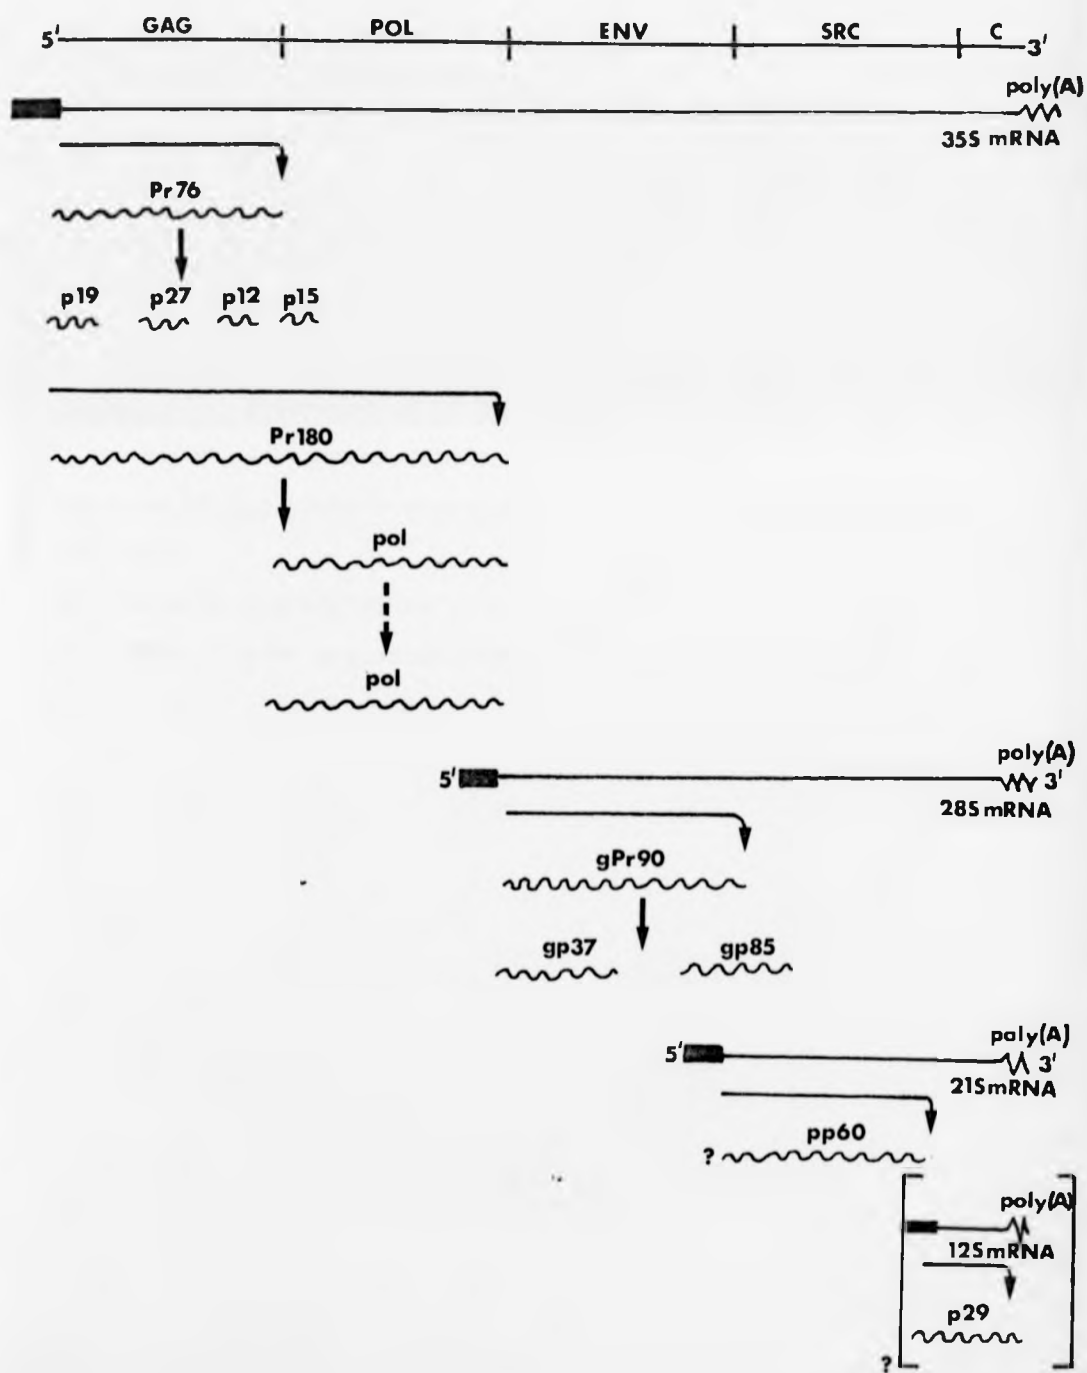 GAG POL ENV SRC C
5' 3'
poly(A)
35S mRNA
Pr76
p19 p27 p12 p15
Pr180
pol
pol
poly(A)
5' 3'
28S mRNA
gPr90
gp37 gp85
paly(A)
5' 3'
21S mRNA
pp60
?
poly(A)
12S mRNA
p29
?